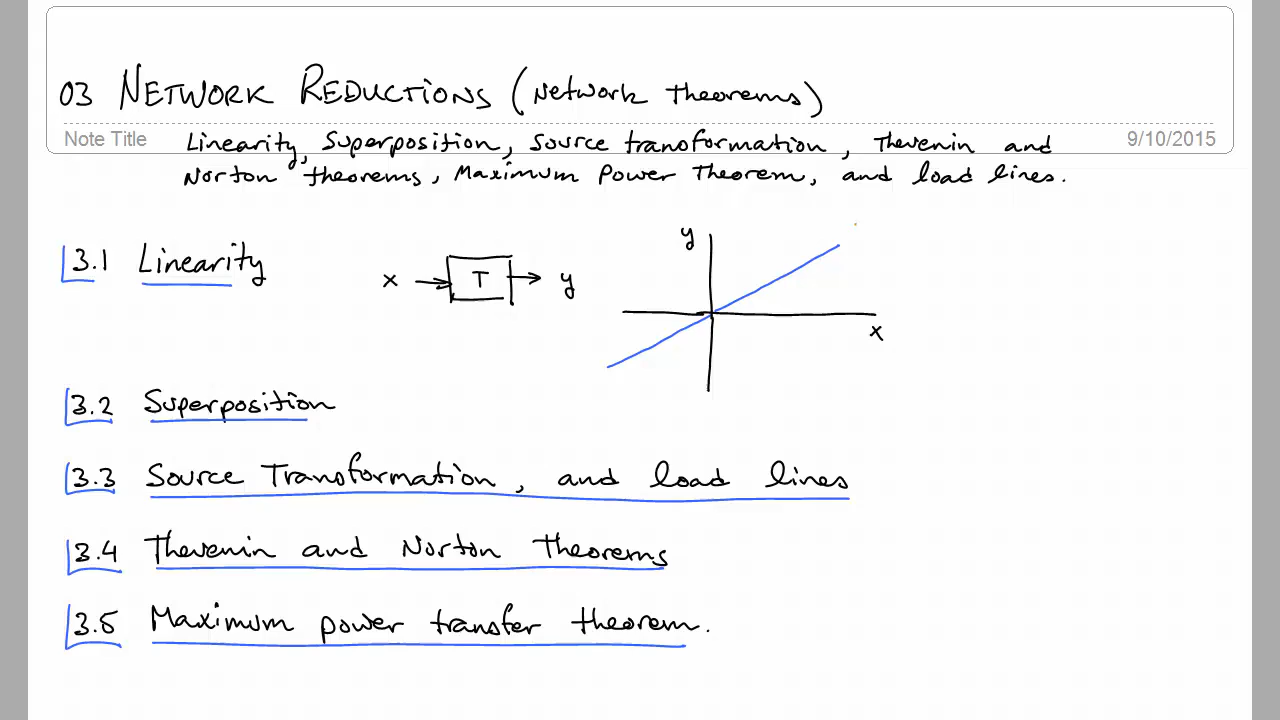 03 NETWORK REDUCTIONS (Network Theorems)
Note Title
Linearity, Superposition, Source transformation, Thevenin and
9/10/2015
Norton theorems, Maximum Power Theorem, and load lines.
3.1 Linearity
x → T → y
y
x
3.2 Superposition
3.3 Source Transformation, and load lines
3.4 Thevenin and Norton Theorems
3.5 Maximum power transfer theorem.